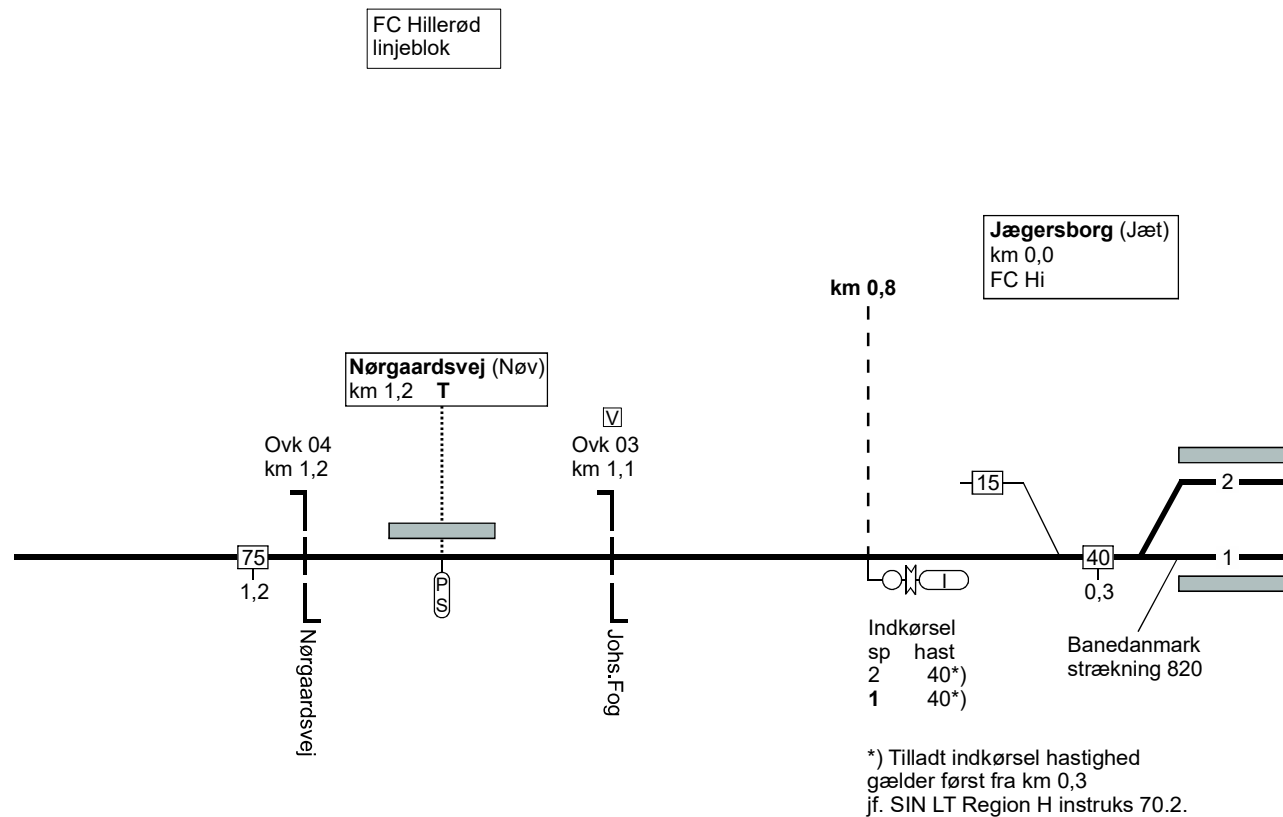 FC Hillerød
linjeblok
Jægersborg (Jæt)
km 0,0
FC Hi
km 0,8
Nørgaardsvej (Nøv)
km 1,2 T
V
Ovk 04
km 1,2
Ovk 03
km 1,1
15
2
75
1,2
P
S
I
40
0,3
1
Nørgaardsvej
Johs.Fog
Indkørsel
sp hast
2 40*)
1 40*)
Banedanmark
strækning 820
*) Tilladt indkørsel hastighed
gælder først fra km 0,3
jf. SIN LT Region H instruks 70.2.